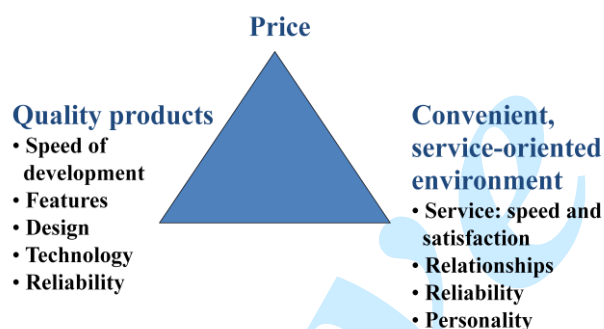 Price
Quality products
• Speed of
development
• Features
• Design
• Technology
• Reliability
Convenient,
service-oriented
environment
• Service: speed and
satisfaction
• Relationships
• Reliability
• Personality